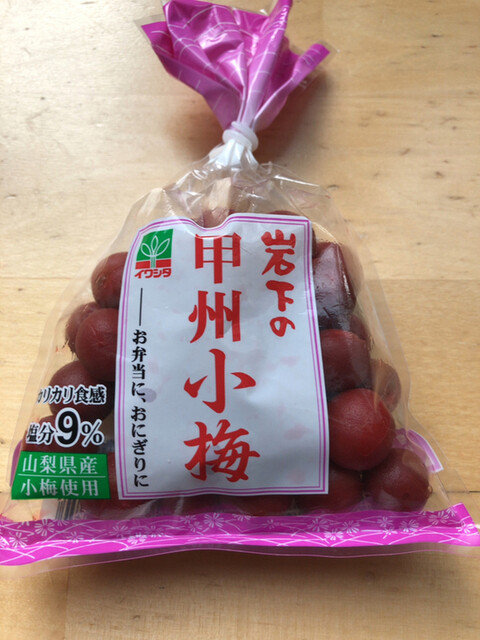 岩下の
甲州小梅
イワシタ
お弁当に、おにぎりに
カリカリ食感
塩分9%
山梨県産
小梅使用